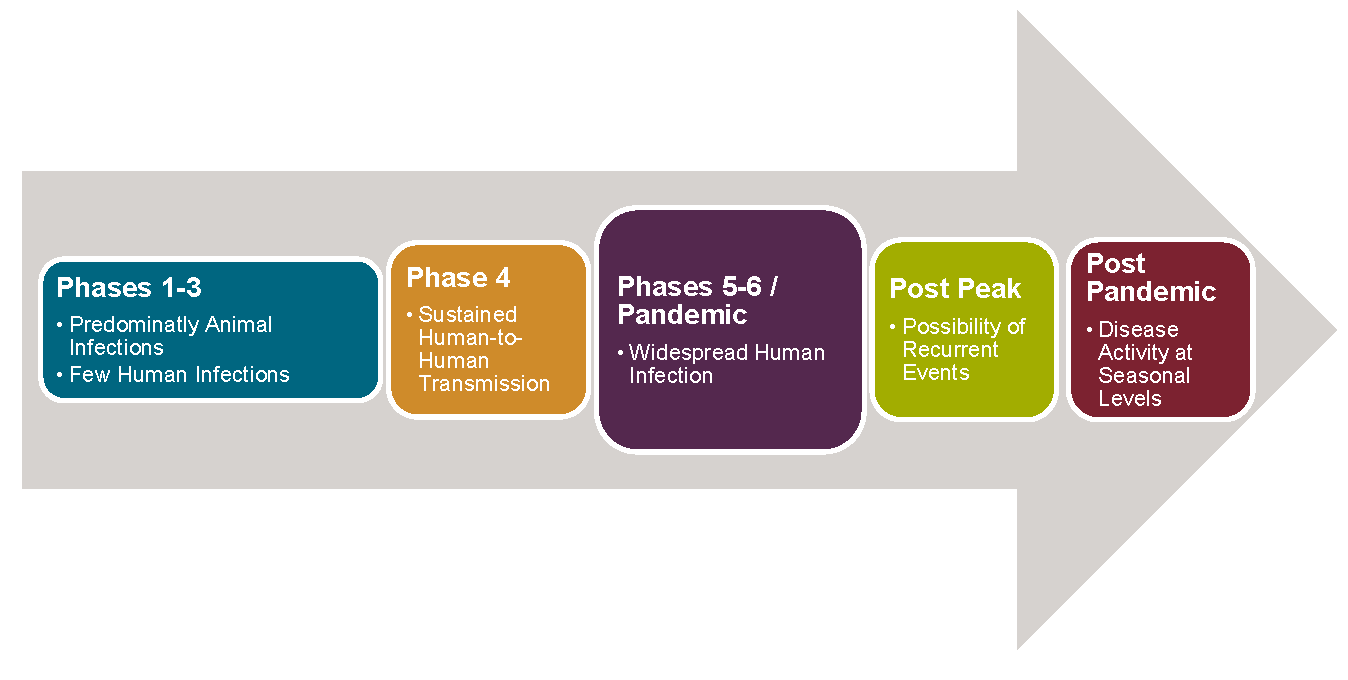 Phases 1-3
• Predominatly Animal
Infections
• Few Human Infections
Phase 4
• Sustained
Human-to-
Human
Transmission
Phases 5-6 /
Pandemic
• Widespread Human
Infection
Post Peak
• Possibility of
Recurrent
Events
Post
Pandemic
• Disease
Activity at
Seasonal
Levels